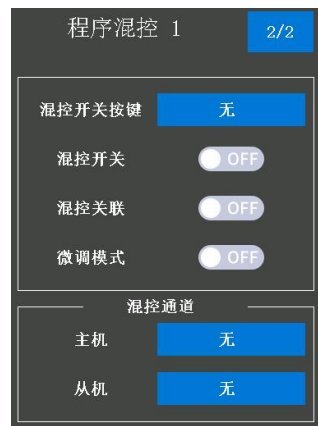 程序混控 1 2/2
混控开关按键 无
混控开关 OFF
混控关联 OFF
微调模式 OFF
混控通道
主机 无
从机 无